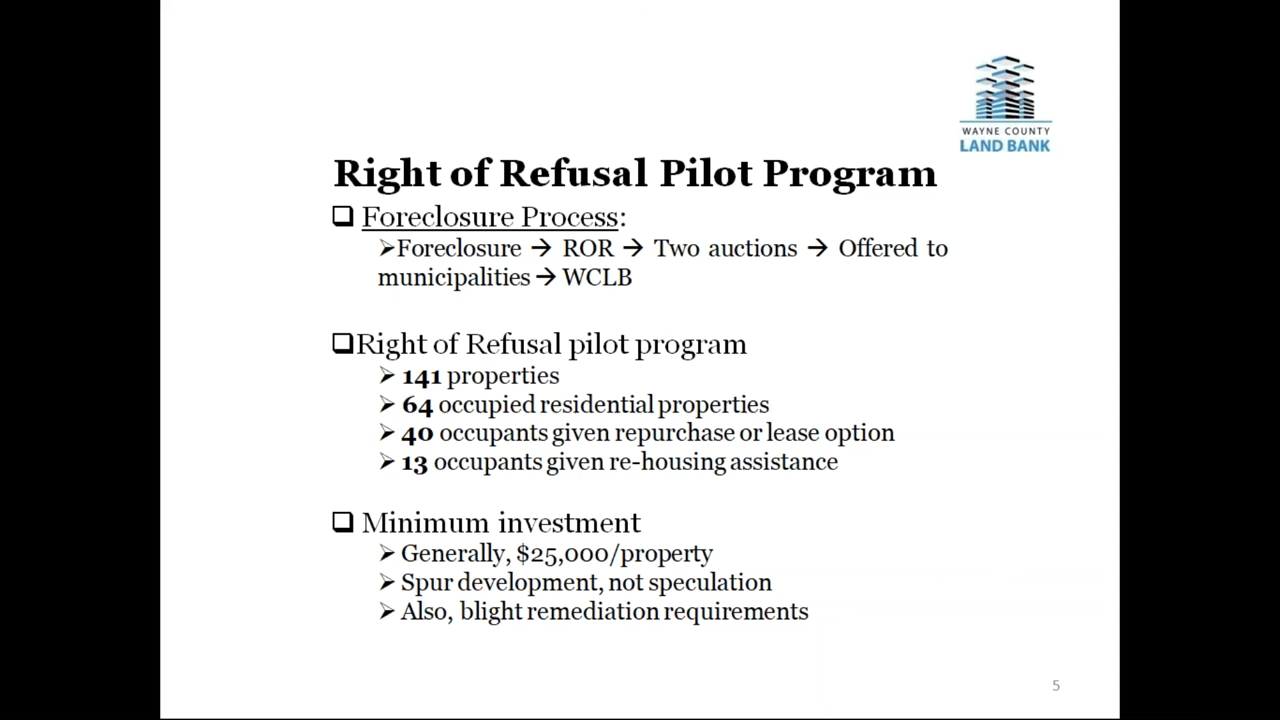 WAYNE COUNTY
LAND BANK
Right of Refusal Pilot Program
❑ Foreclosure Process:
➢Foreclosure → ROR → Two auctions → Offered to
municipalities → WCLB
❑Right of Refusal pilot program
➢ 141 properties
➢ 64 occupied residential properties
➢ 40 occupants given repurchase or lease option
➢ 13 occupants given re-housing assistance
❑ Minimum investment
➢ Generally, $25,000/property
➢ Spur development, not speculation
➢ Also, blight remediation requirements
5